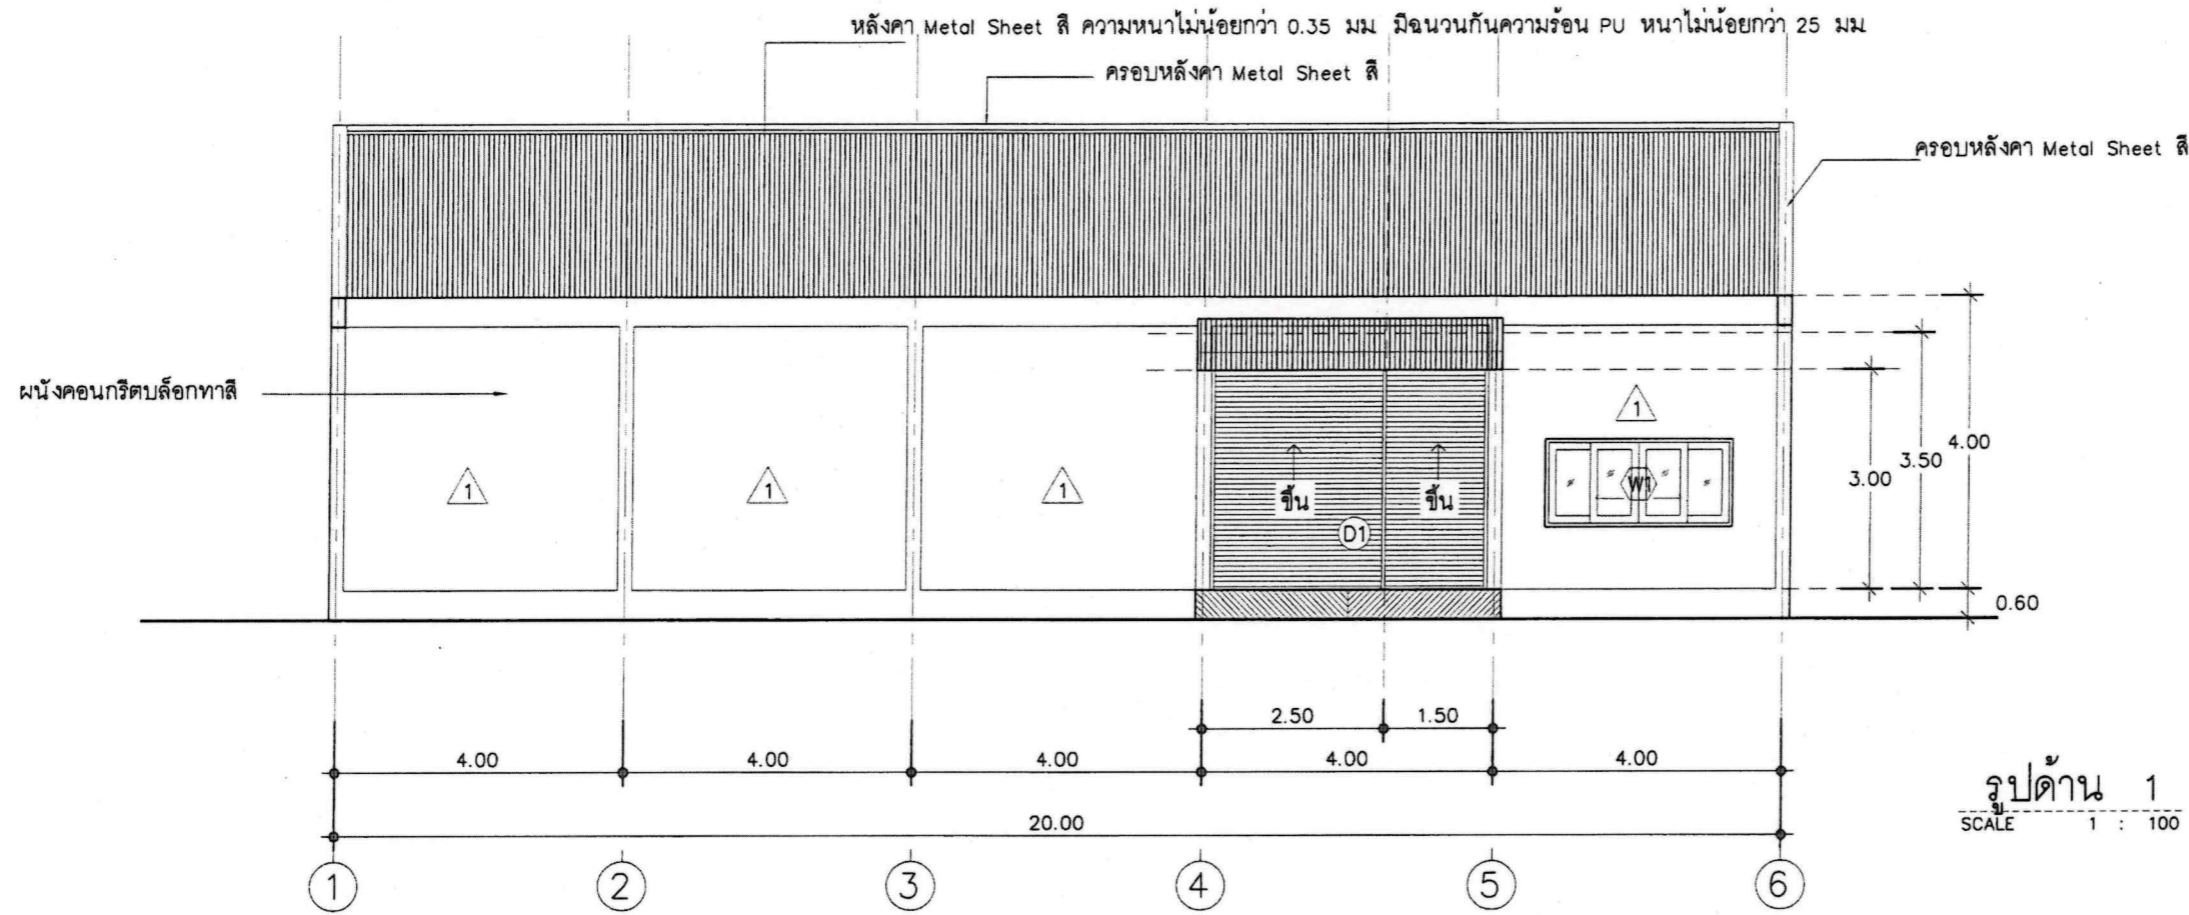 หลังคา Metal Sheet สี ความหนาไม่น้อยกว่า 0.35 มม มีฉนวนกันความร้อน PU หนาไม่น้อยกว่า 25 มม
ครอบหลังคา Metal Sheet สี
ครอบหลังคา Metal Sheet สี
ผนังคอนกรีตบล็อกทาสี
1
1
1
1
ขึ้น
ขึ้น
D1
W1
3.00
3.50
4.00
0.60
2.50
1.50
4.00
4.00
4.00
4.00
4.00
20.00
รูปด้าน 1
SCALE 1 : 100
1
2
3
4
5
6